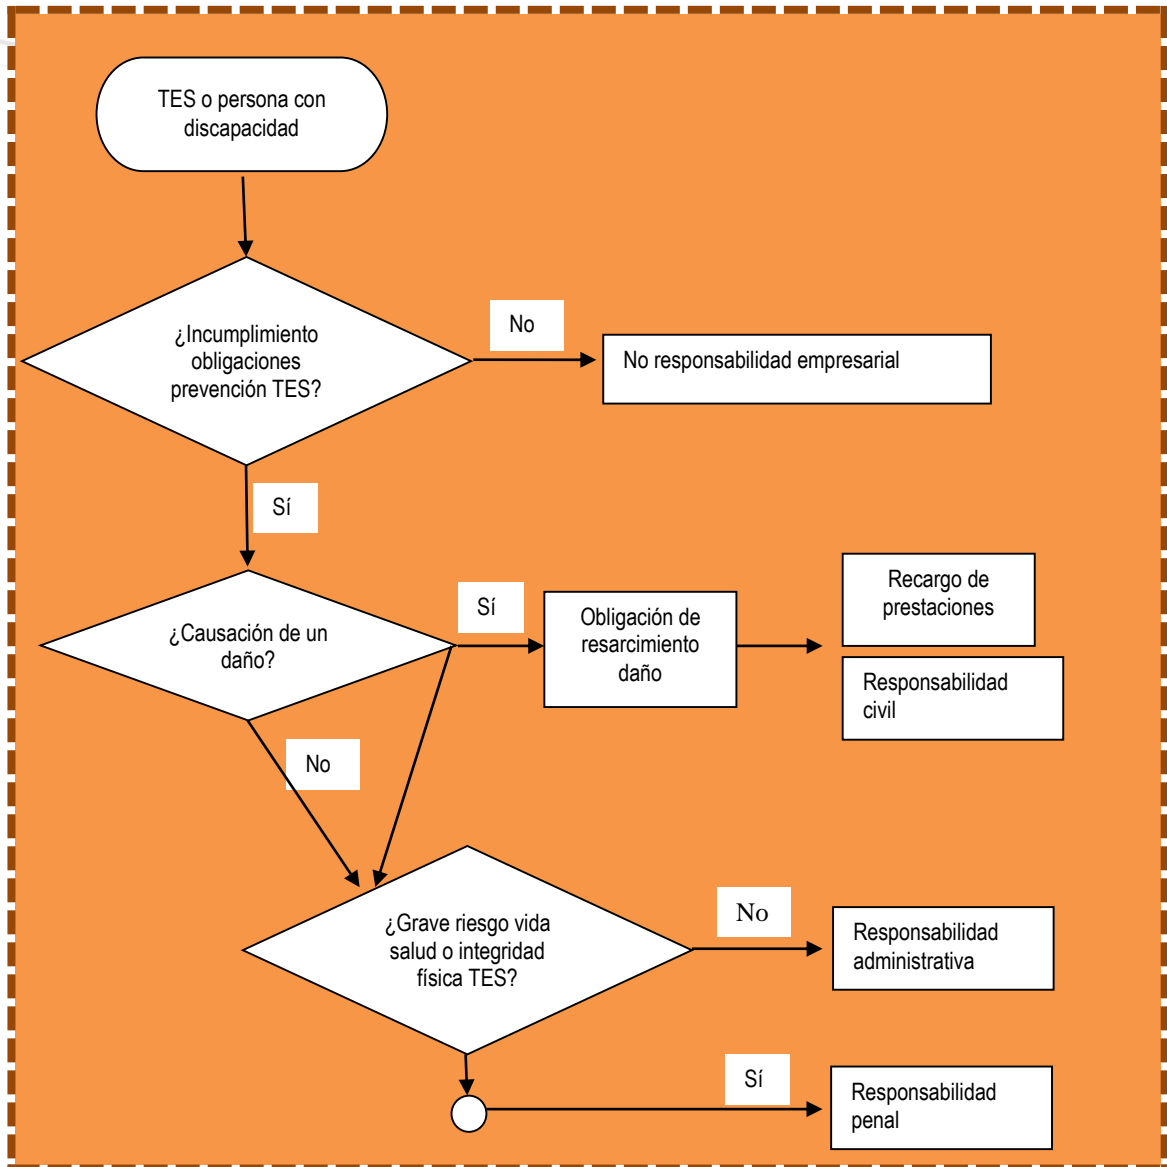 TES o persona con
discapacidad
¿Incumplimiento
obligaciones
prevención TES?
No
No responsabilidad empresarial
Sí
¿Causación de un
daño?
Sí
Obligación de
resarcimiento
daño
Recargo de
prestaciones
Responsabilidad
civil
No
¿Grave riesgo vida
salud o integridad
física TES?
No
Responsabilidad
administrativa
Sí
Responsabilidad
penal